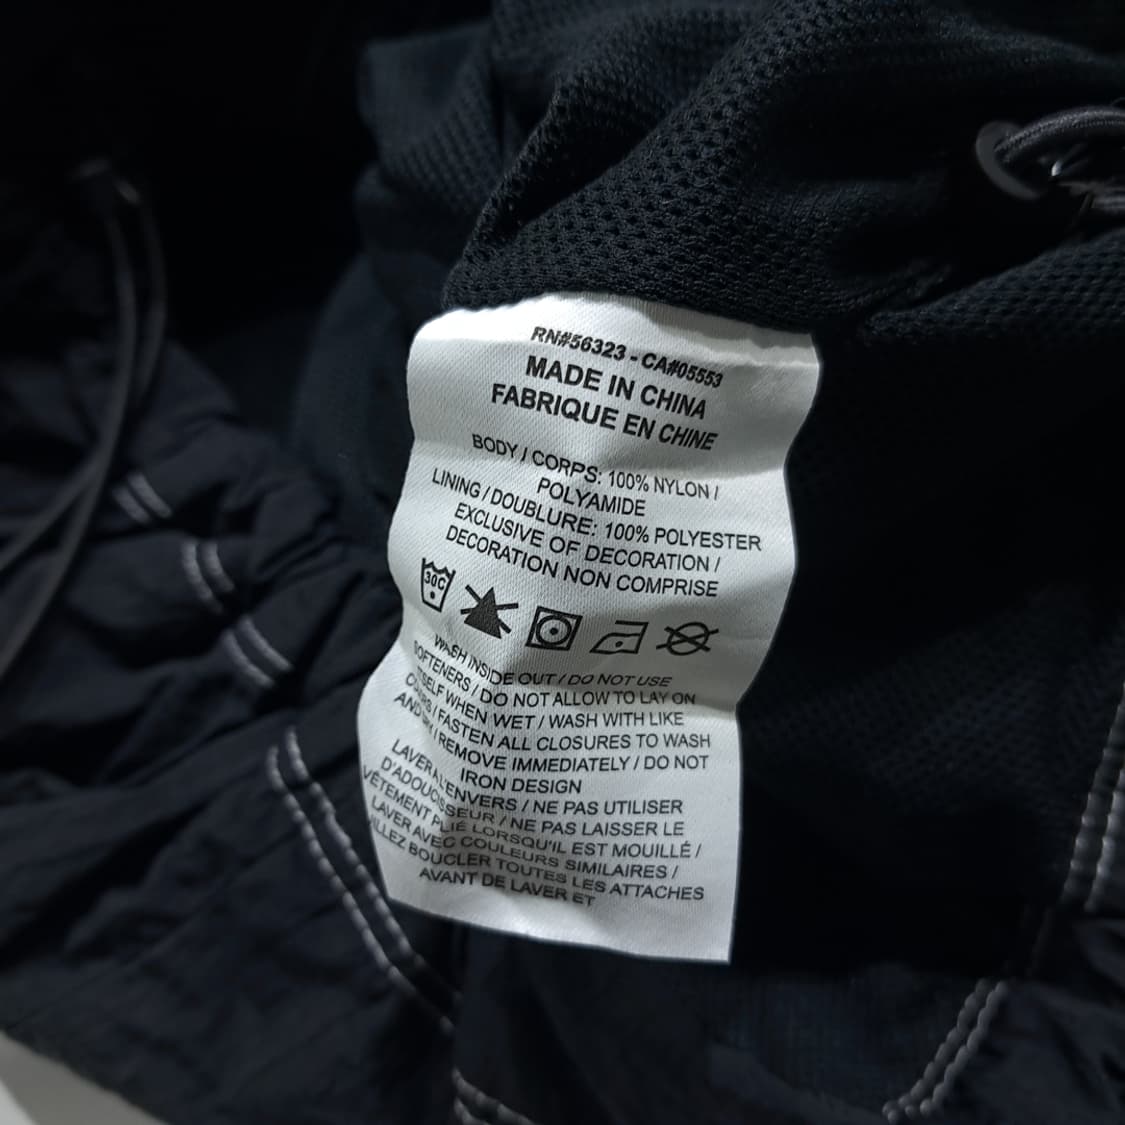 RN#56323 - CA#05553
MADE IN CHINA
FABRIQUE EN CHINE
BODY / CORPS: 100% NYLON /
POLYAMIDE
LINING / DOUBLURE: 100% POLYESTER
EXCLUSIVE OF DECORATION /
DECORATION NON COMPRISE
30C
WASH INSIDE OUT / DO NOT USE
SOFTENERS / DO NOT ALLOW TO LAY ON
ITSELF WHEN WET / WASH WITH LIKE
/ FASTEN ALL CLOSURES TO WASH
AND / REMOVE IMMEDIATELY / DO NOT
IRON DESIGN
LAVER À L'ENVERS / NE PAS UTILISER
D'ADOUCISSEUR / NE PAS LAISSER LE
VÊTEMENT PLIÉ LORSQU'IL EST MOUILLÉ /
LAVER AVEC COULEURS SIMILAIRES /
BOUCLER TOUTES LES ATTACHES
AVANT DE LAVER ET